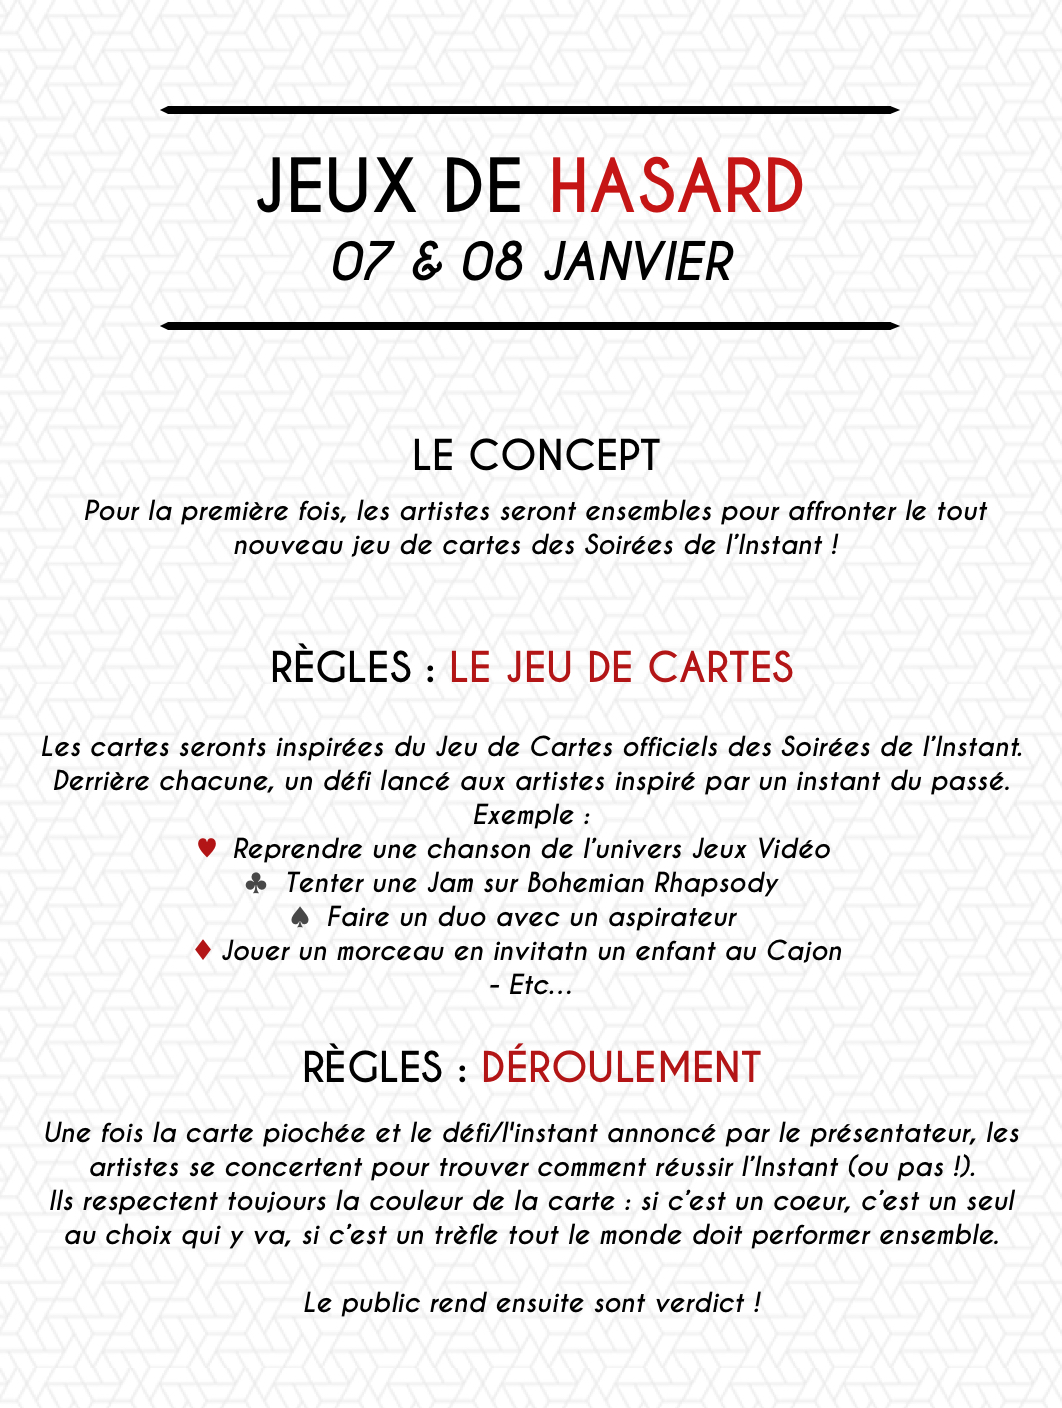 JEUX DE HASARD
07 & 08 JANVIER
LE CONCEPT
Pour la première fois, les artistes seront ensembles pour affronter le tout
nouveau jeu de cartes des Soirées de l’Instant !
RÈGLES : LE JEU DE CARTES
Les cartes seronts inspirées du Jeu de Cartes officiels des Soirées de l’Instant.
Derrière chacune, un défi lancé aux artistes inspiré par un instant du passé.
Exemple :
♥ Reprendre une chanson de l’univers Jeux Vidéo
♣ Tenter une Jam sur Bohemian Rhapsody
♠ Faire un duo avec un aspirateur
♦ Jouer un morceau en invitatn un enfant au Cajon
- Etc...
RÈGLES : DÉROULEMENT
Une fois la carte piochée et le défi/l'instant annoncé par le présentateur, les
artistes se concertent pour trouver comment réussir l’Instant (ou pas !).
Ils respectent toujours la couleur de la carte : si c’est un coeur, c’est un seul
au choix qui y va, si c’est un trèfle tout le monde doit performer ensemble.
Le public rend ensuite sont verdict !